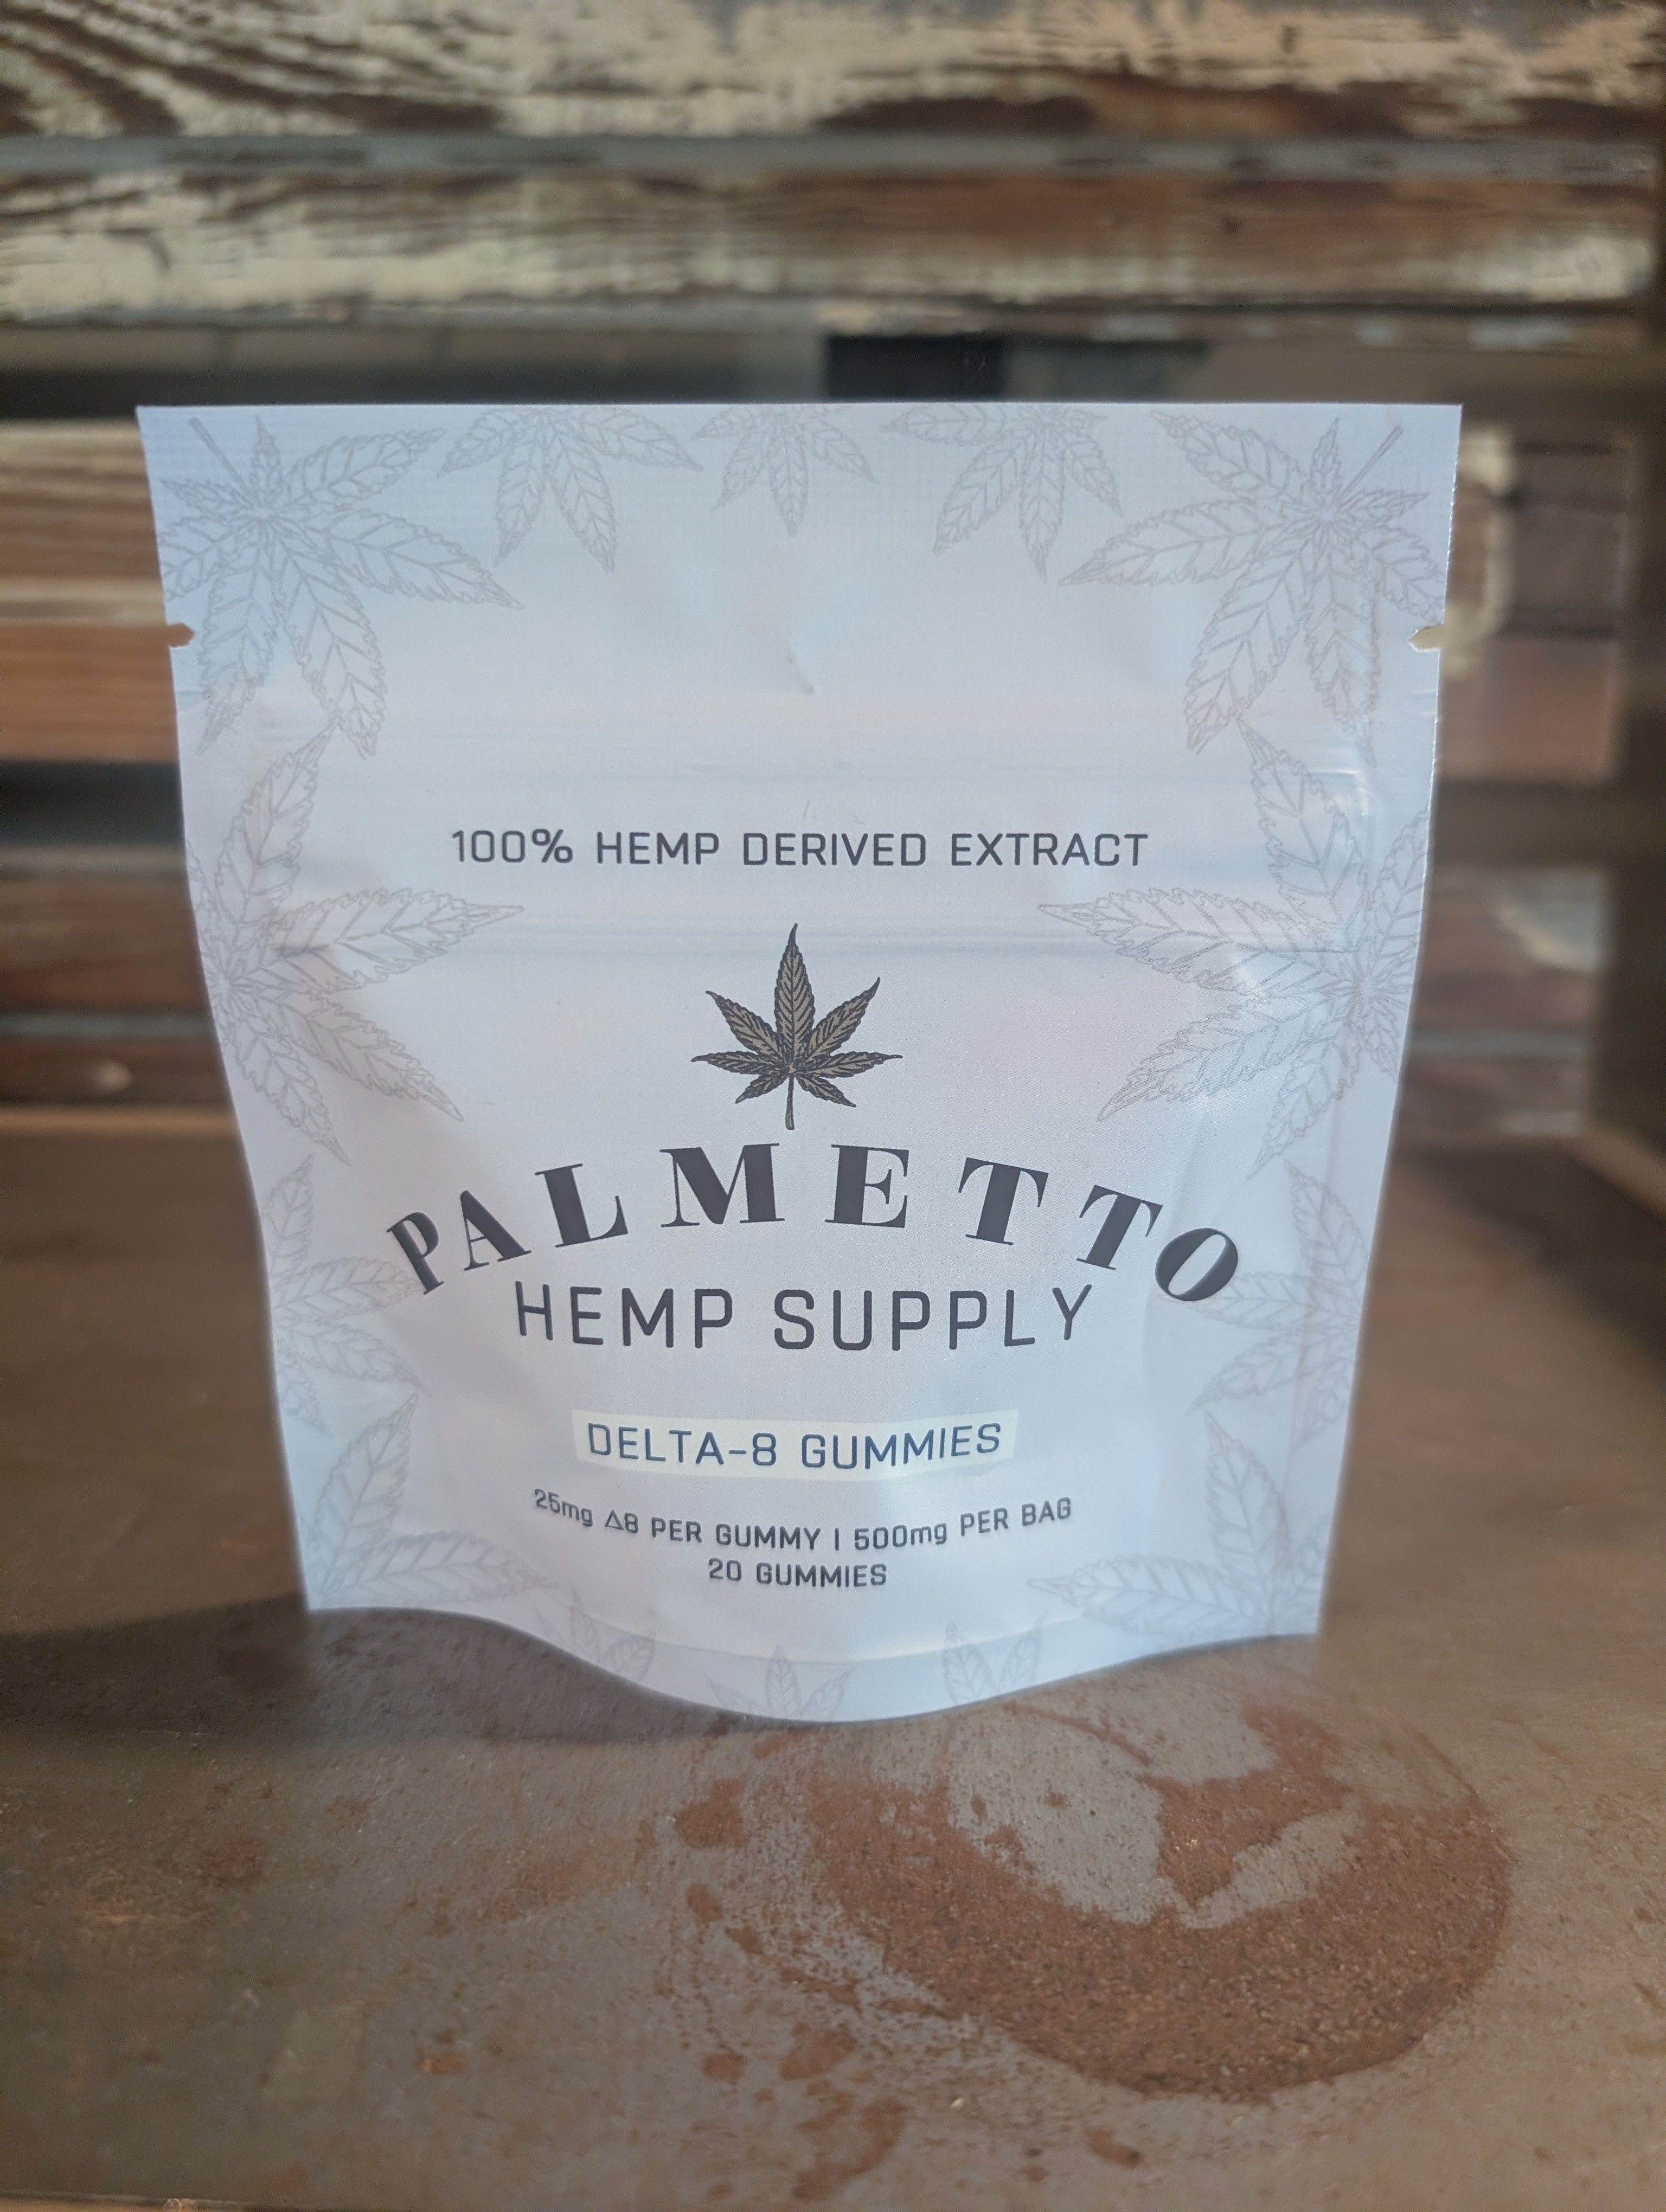 100% HEMP DERIVED EXTRACT
PALMETTO
HEMP SUPPLY
DELTA-8 GUMMIES
25mg Δ8 PER GUMMY | 500mg PER BAG
20 GUMMIES